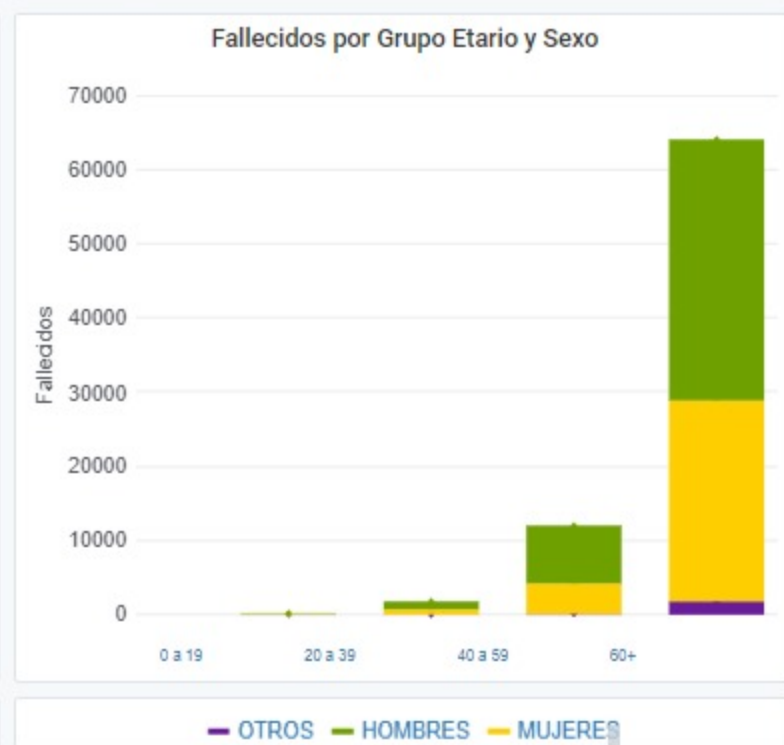 Fallecidos por Grupo Etario y Sexo
70000
60000
50000
40000
30000
20000
10000
0
Fallecidos
0 a 19 20 a 39 40 a 59 60+
OTROS HOMBRES MUJERES